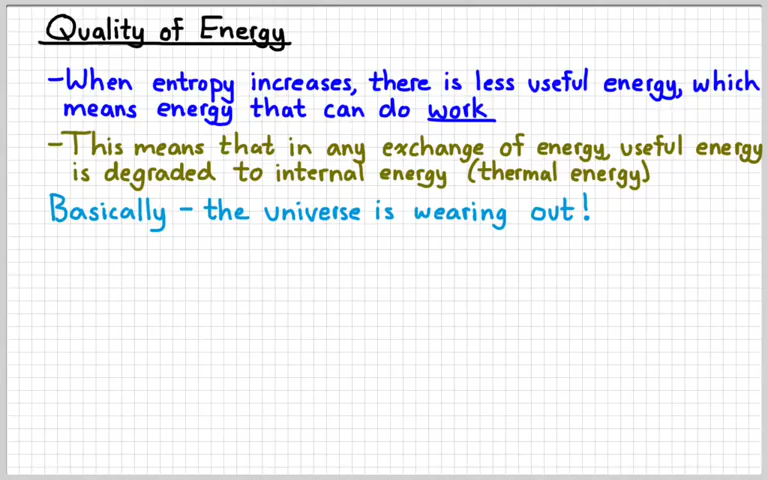 Quality of Energy
-When entropy increases, there is less useful energy, which
means energy that can do work
-This means that in any exchange of energy, useful energy
is degraded to internal energy (thermal energy)
Basically - the universe is wearing out!